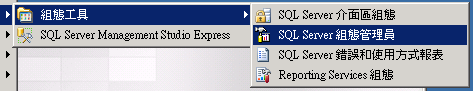 組態工具
SQL Server Management Studio Express
SQL Server 介面區組態
SQL Server 組態管理員
SQL Server 錯誤和使用方式報表
Reporting Services 組態